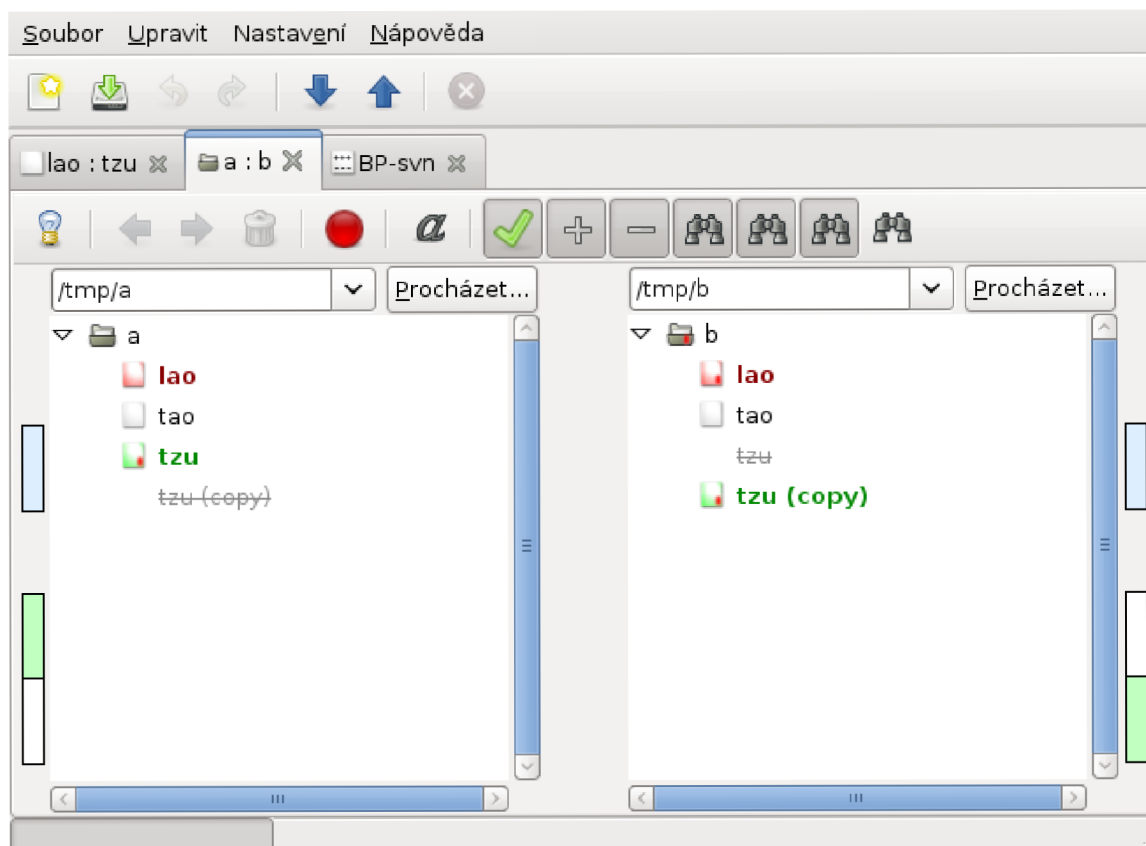 Soubor Upravit Nastavení Nápověda
lao : tzu a : b BP-svn
a
/tmp/a Procházet... /tmp/b Procházet...
a b
lao lao
tao tao
tzu tzu
tzu (copy) tzu (copy)